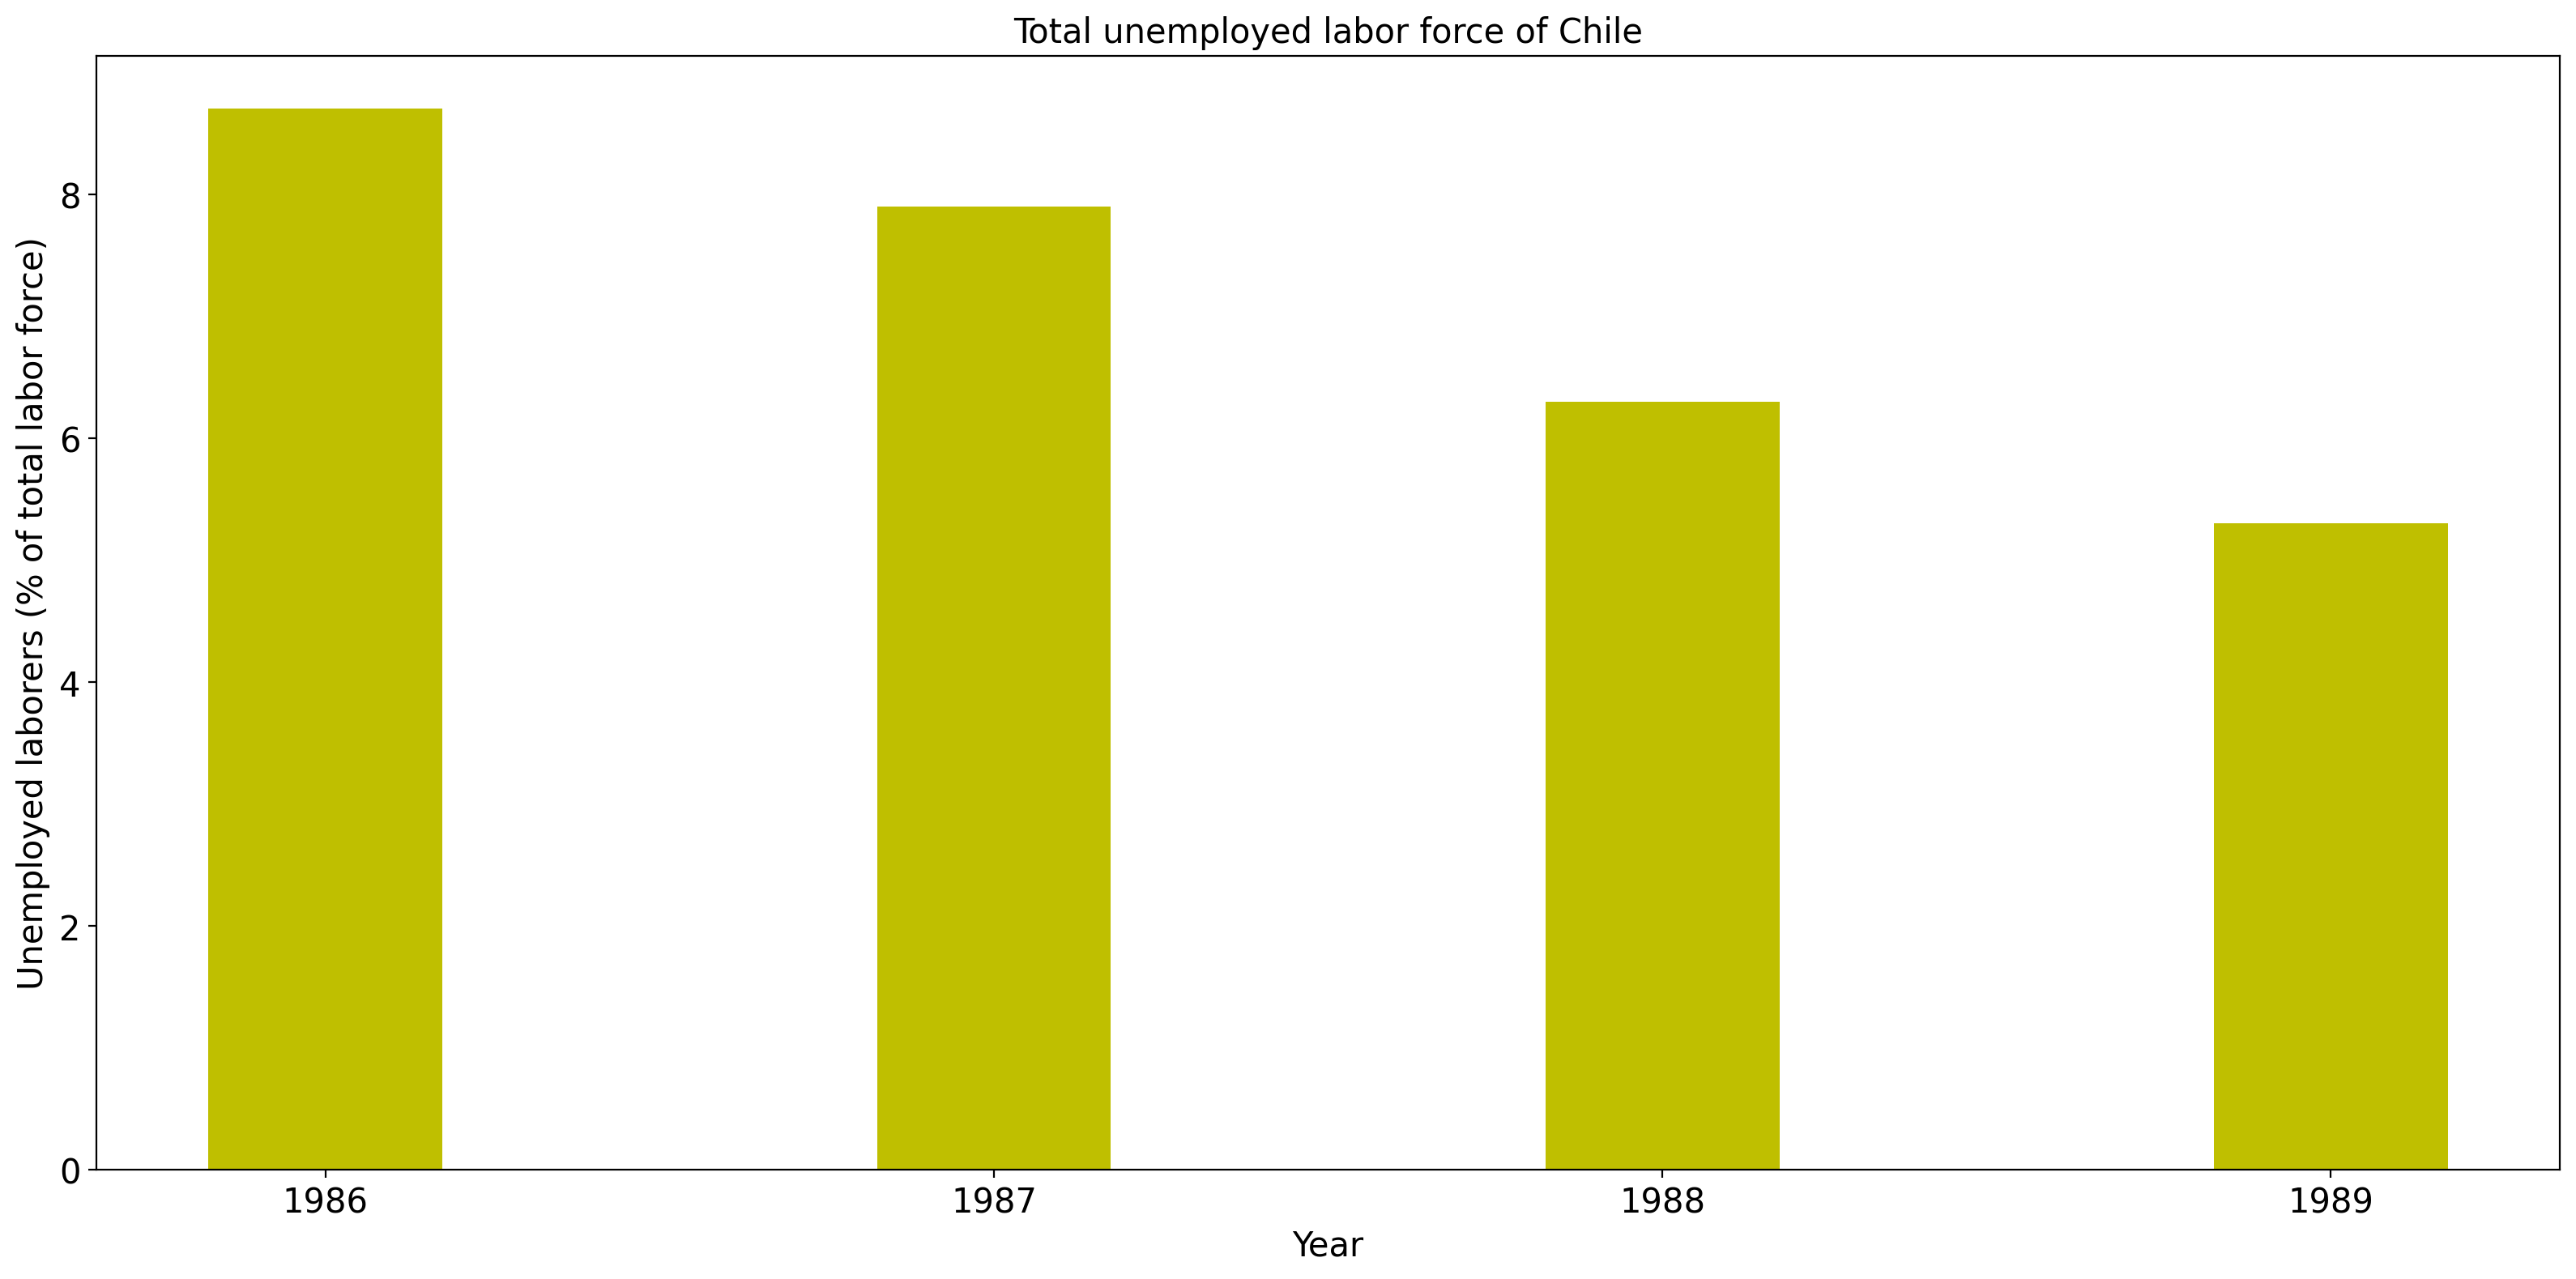 Total unemployed labor force of Chile
Unemployed laborers (% of total labor force)
8
6
4
2
0
1986 1987 1988 1989
Year